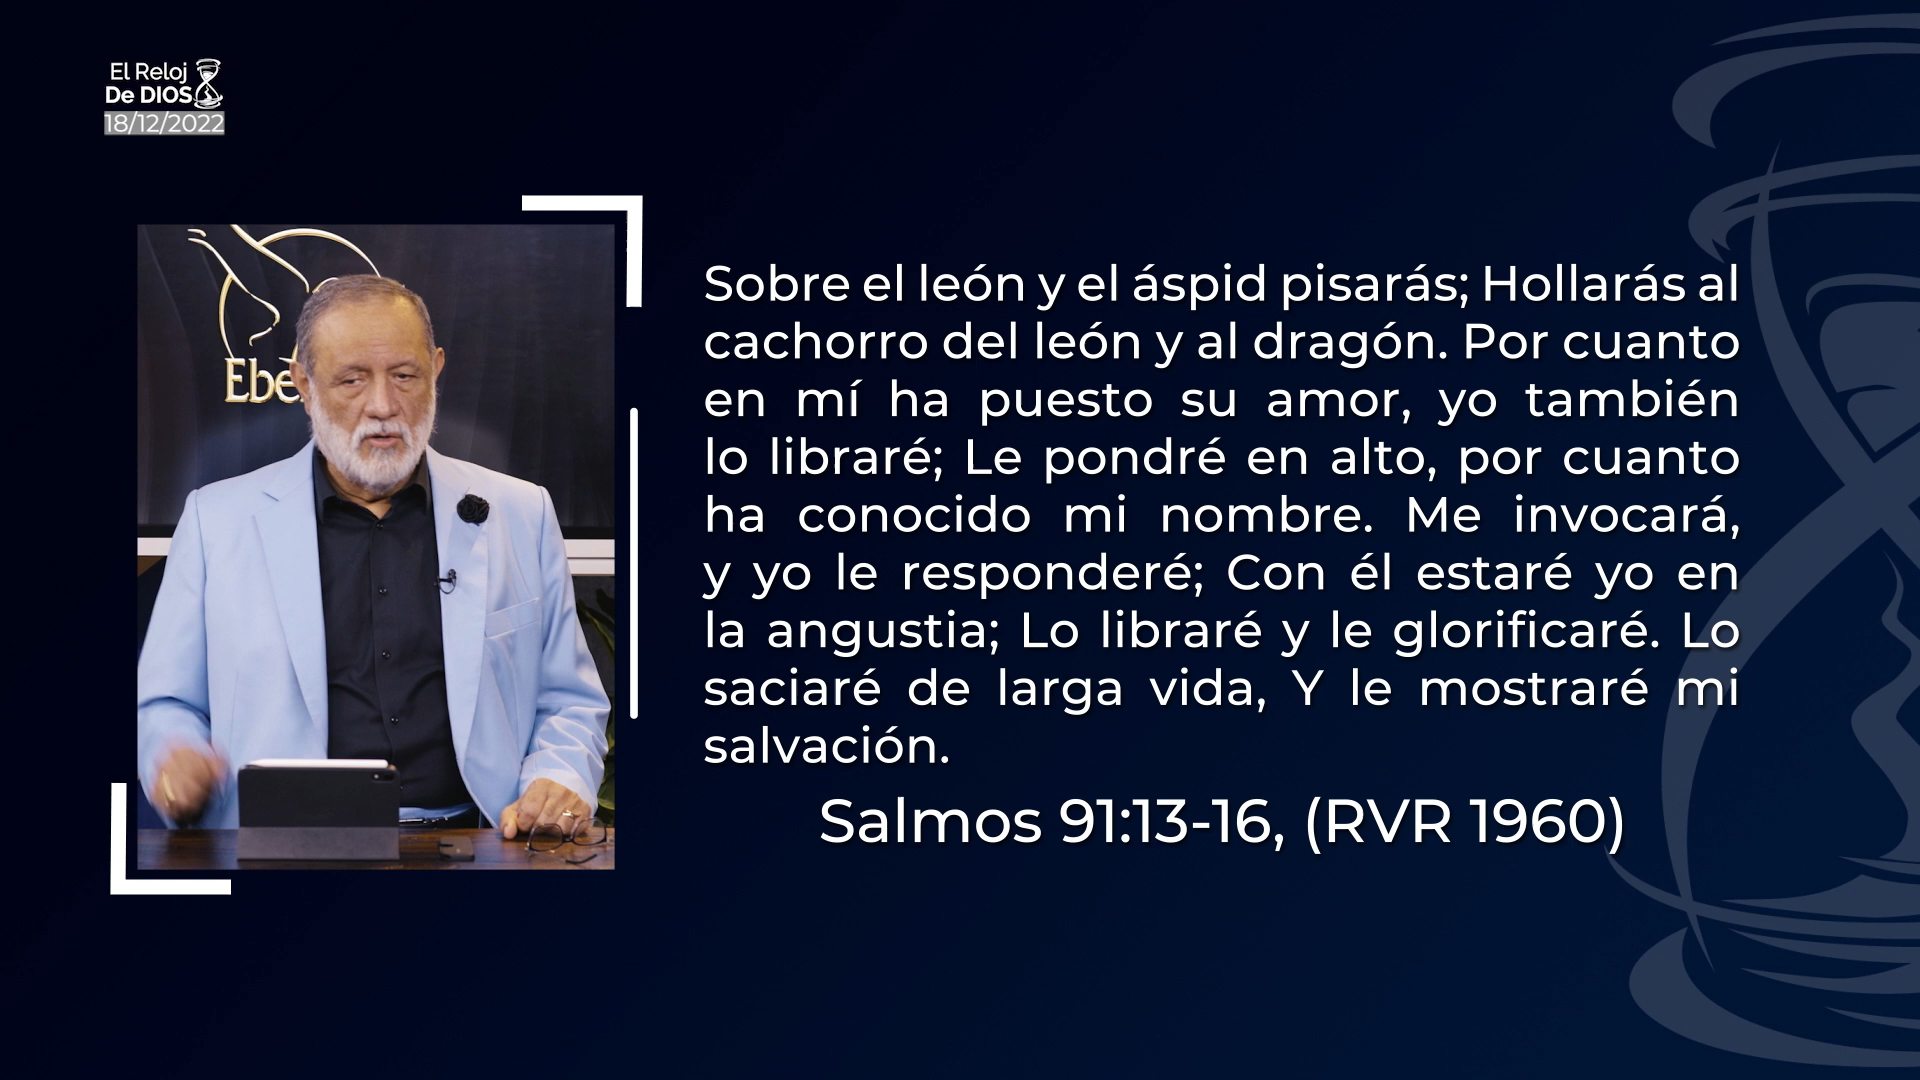 El Reloj
De DIOS
18/12/2022
Sobre el león y el áspid pisarás; Hollarás al
cachorro del león y al dragón. Por cuanto
en mí ha puesto su amor, yo también
lo libraré; Le pondré en alto, por cuanto
ha conocido mi nombre. Me invocará,
y yo le responderé; Con él estaré yo en
la angustia; Lo libraré y le glorificaré. Lo
saciaré de larga vida, Y le mostraré mi
salvación.
Salmos 91:13-16, (RVR 1960)